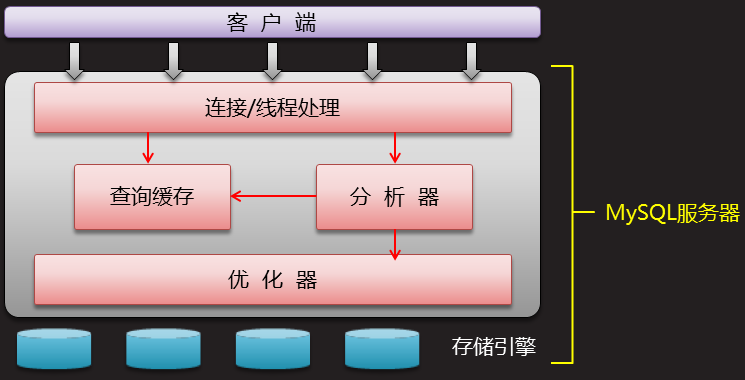 客 户 端
连接/线程处理
查询缓存
分 析 器
MySQL服务器
优 化 器
存储引擎